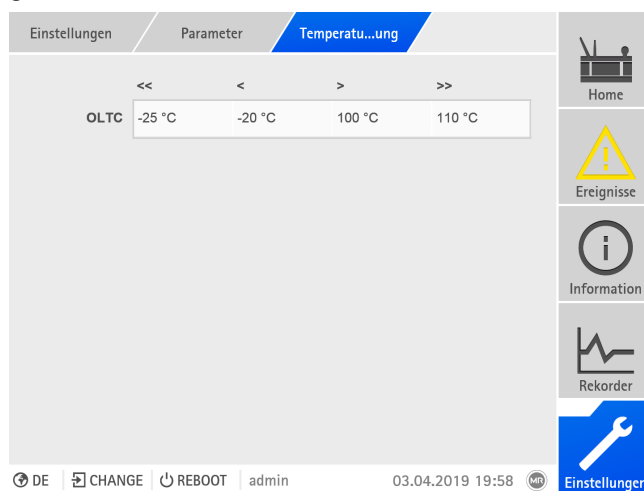 Einstellungen Parameter Temperatu...ung
<< < > >>
OLTC -25 °C -20 °C 100 °C 110 °C
Home
Ereignisse
Information
Rekorder
Einstellungen
DE CHANGE REBOOT admin 03.04.2019 19:58 MR